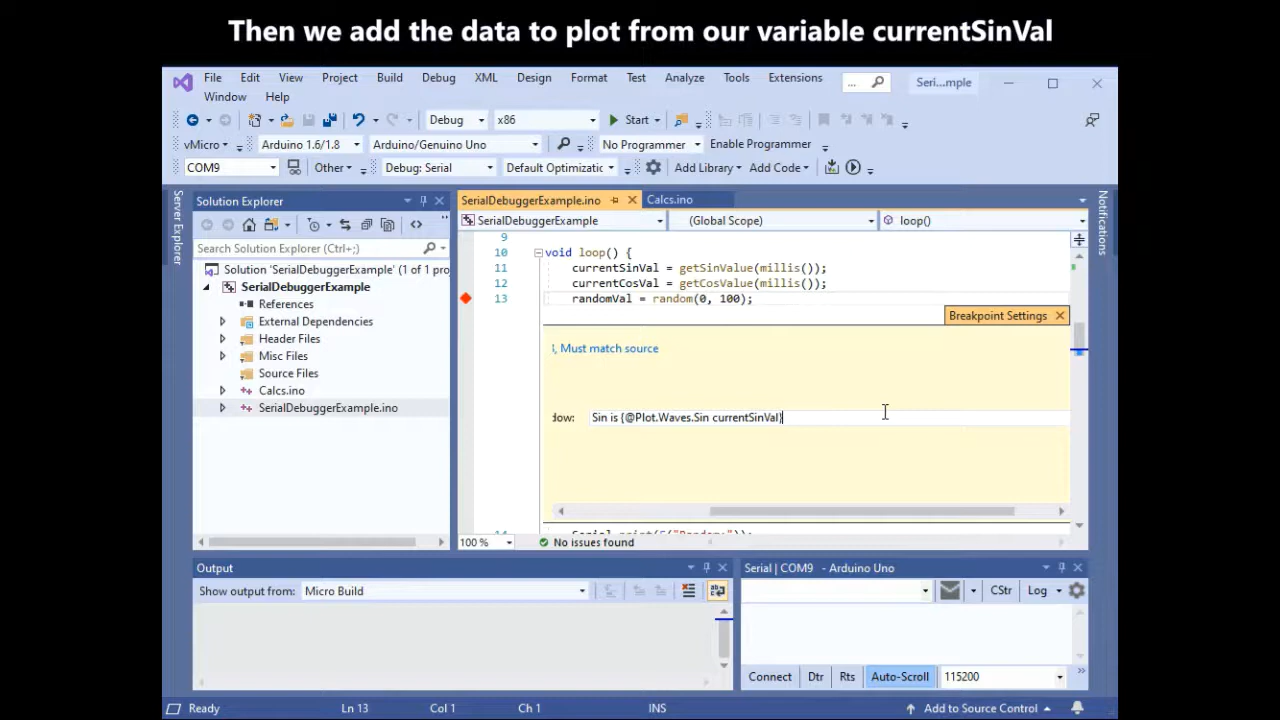 Then we add the data to plot from our variable currentSinVal
File Edit View Project Build Debug XML Design Format Test Analyze Tools Extensions ... Seri...mple
Window Help
Debug x86 Start
vMicro Arduino 1.6/1.8 Arduino/Genuino Uno No Programmer Enable Programmer
COM9 Other Debug: Serial Default Optimizatic Add Library Add Code
Server Explorer
Solution Explorer
Search Solution Explorer (Ctrl+;)
Solution 'SerialDebuggerExample' (1 of 1 proj
SerialDebuggerExample
References
External Dependencies
Header Files
Misc Files
Source Files
Calcs.ino
SerialDebuggerExample.ino
SerialDebuggerExample.ino Calcs.ino
SerialDebuggerExample (Global Scope) loop()
9
10 void loop() {
11 currentSinVal = getSinValue(millis());
12 currentCosVal = getCosValue(millis());
13 randomVal = random(0, 100);
Breakpoint Settings
, Must match source
dow: Sin is {@Plot.Waves.Sin currentSinVal}
100 % No issues found
Notifications
Output
Show output from: Micro Build
Serial | COM9 - Arduino Uno
CStr Log
Connect Dtr Rts Auto-Scroll 115200
Ready Ln 13 Col 1 Ch 1 INS Add to Source Control